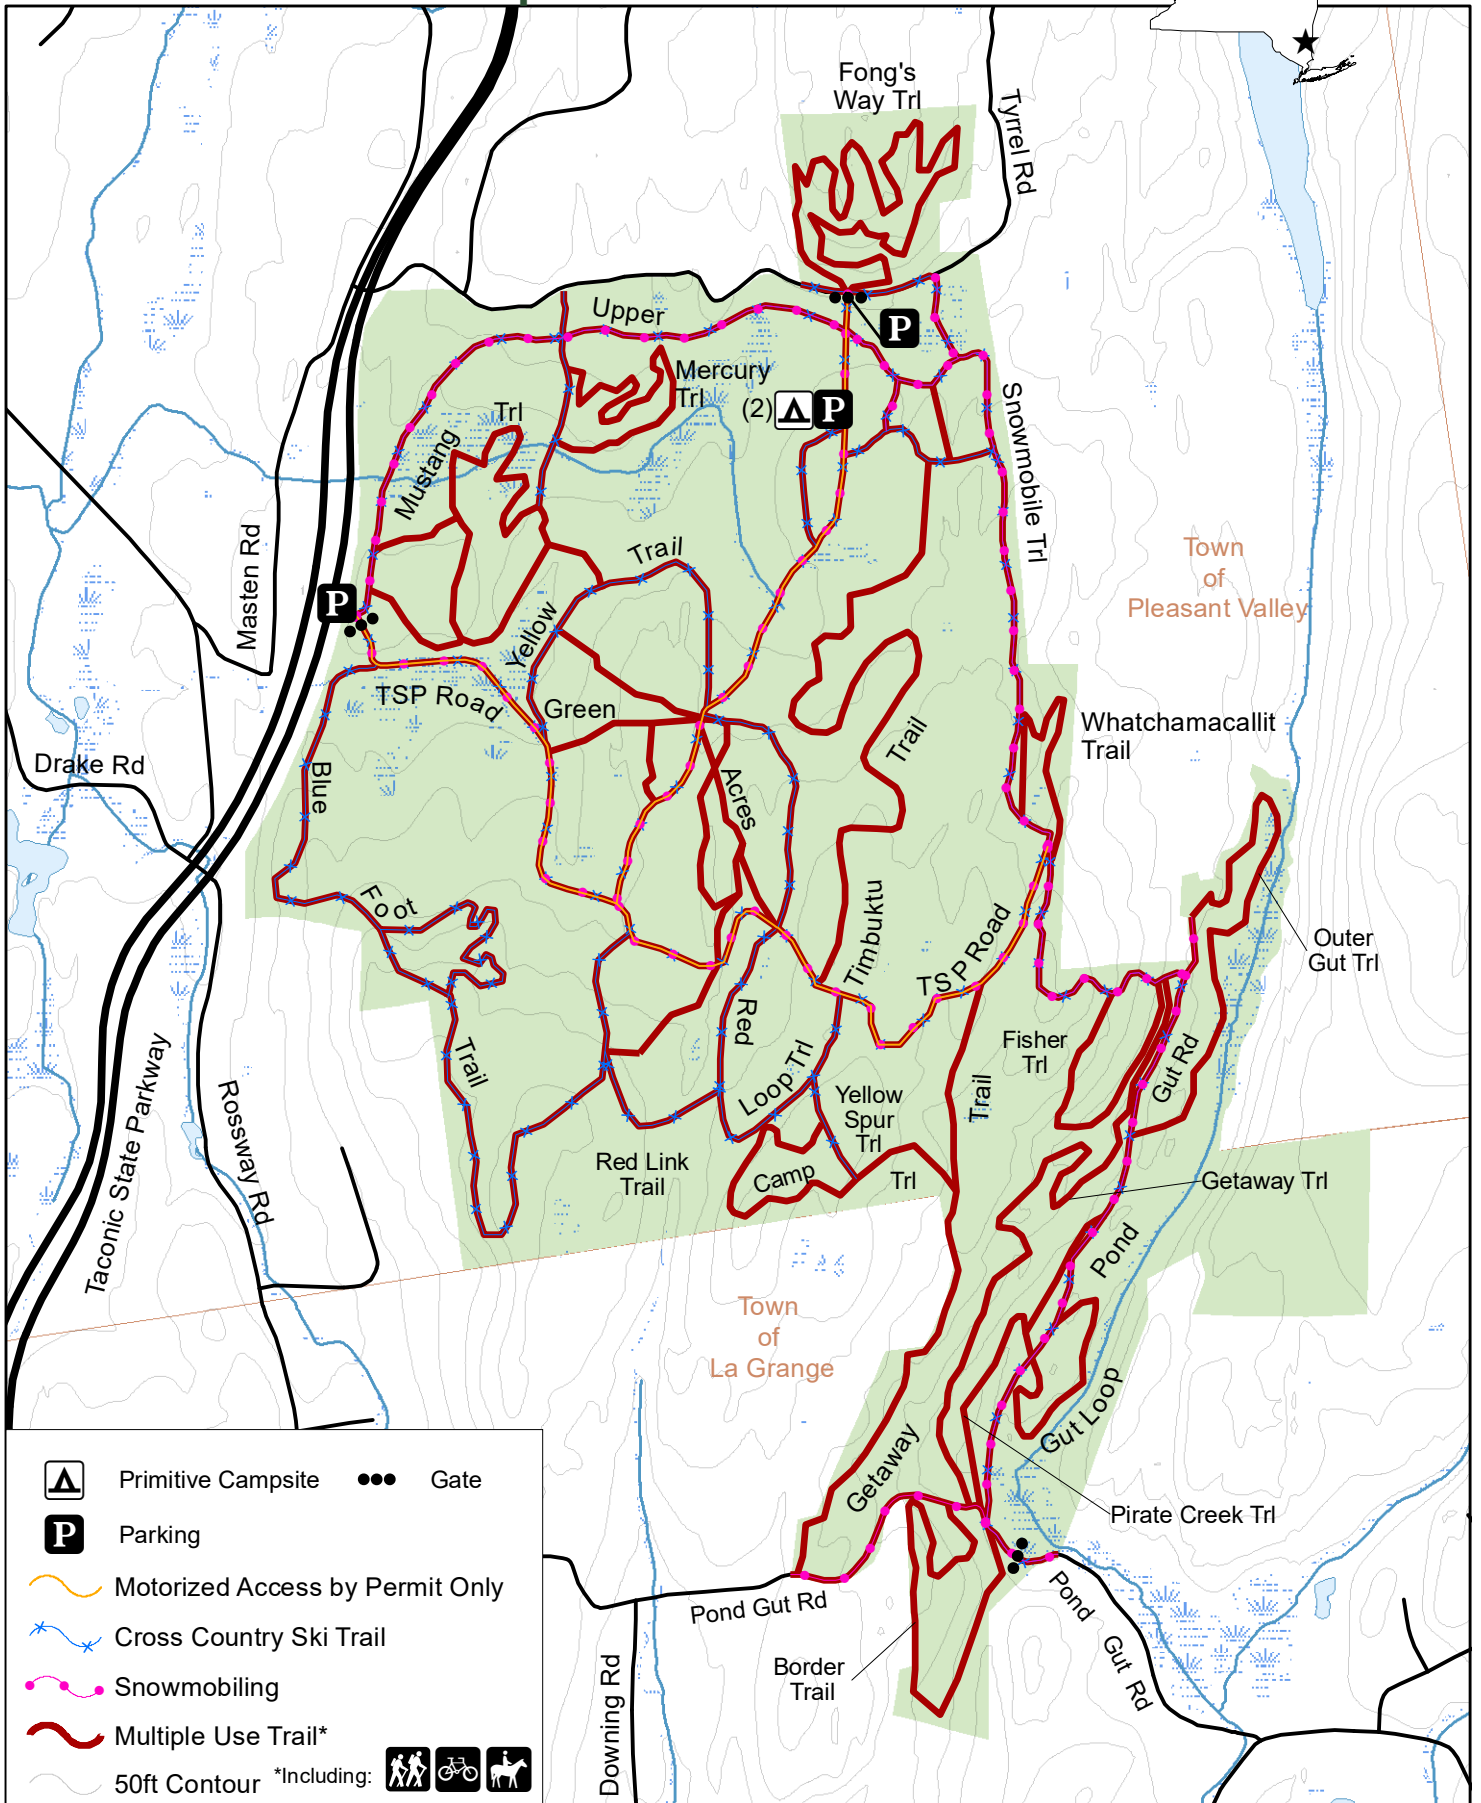 Fong's
Way Trl
Tyrrel Rd
Upper
P
Mercury
Trl
(2)
P
Trl
Mustang
Snowmobile Trl
Masten Rd
Trail
Town
of
Pleasant Valley
P
Yellow
TSP Road
Green
Whatchamacallit
Trail
Trail
Drake Rd
Blue
Acres
Foot
Timbuktu
TSP Road
Outer
Gut Trl
Red
Fisher
Trl
Gut Rd
Trail
Loop Trl
Yellow
Spur
Trl
Trail
Taconic State Parkway
Rossway Rd
Red Link
Trail
Camp
Trl
Getaway Trl
Pond
Town
of
La Grange
Gut Loop
Getaway
Pirate Creek Trl
Pond Gut Rd
Pond Gut Rd
Border
Trail
Downing Rd
Primitive Campsite
Gate
P
Parking
Motorized Access by Permit Only
Cross Country Ski Trail
Snowmobiling
Multiple Use Trail*
50ft Contour
*Including: